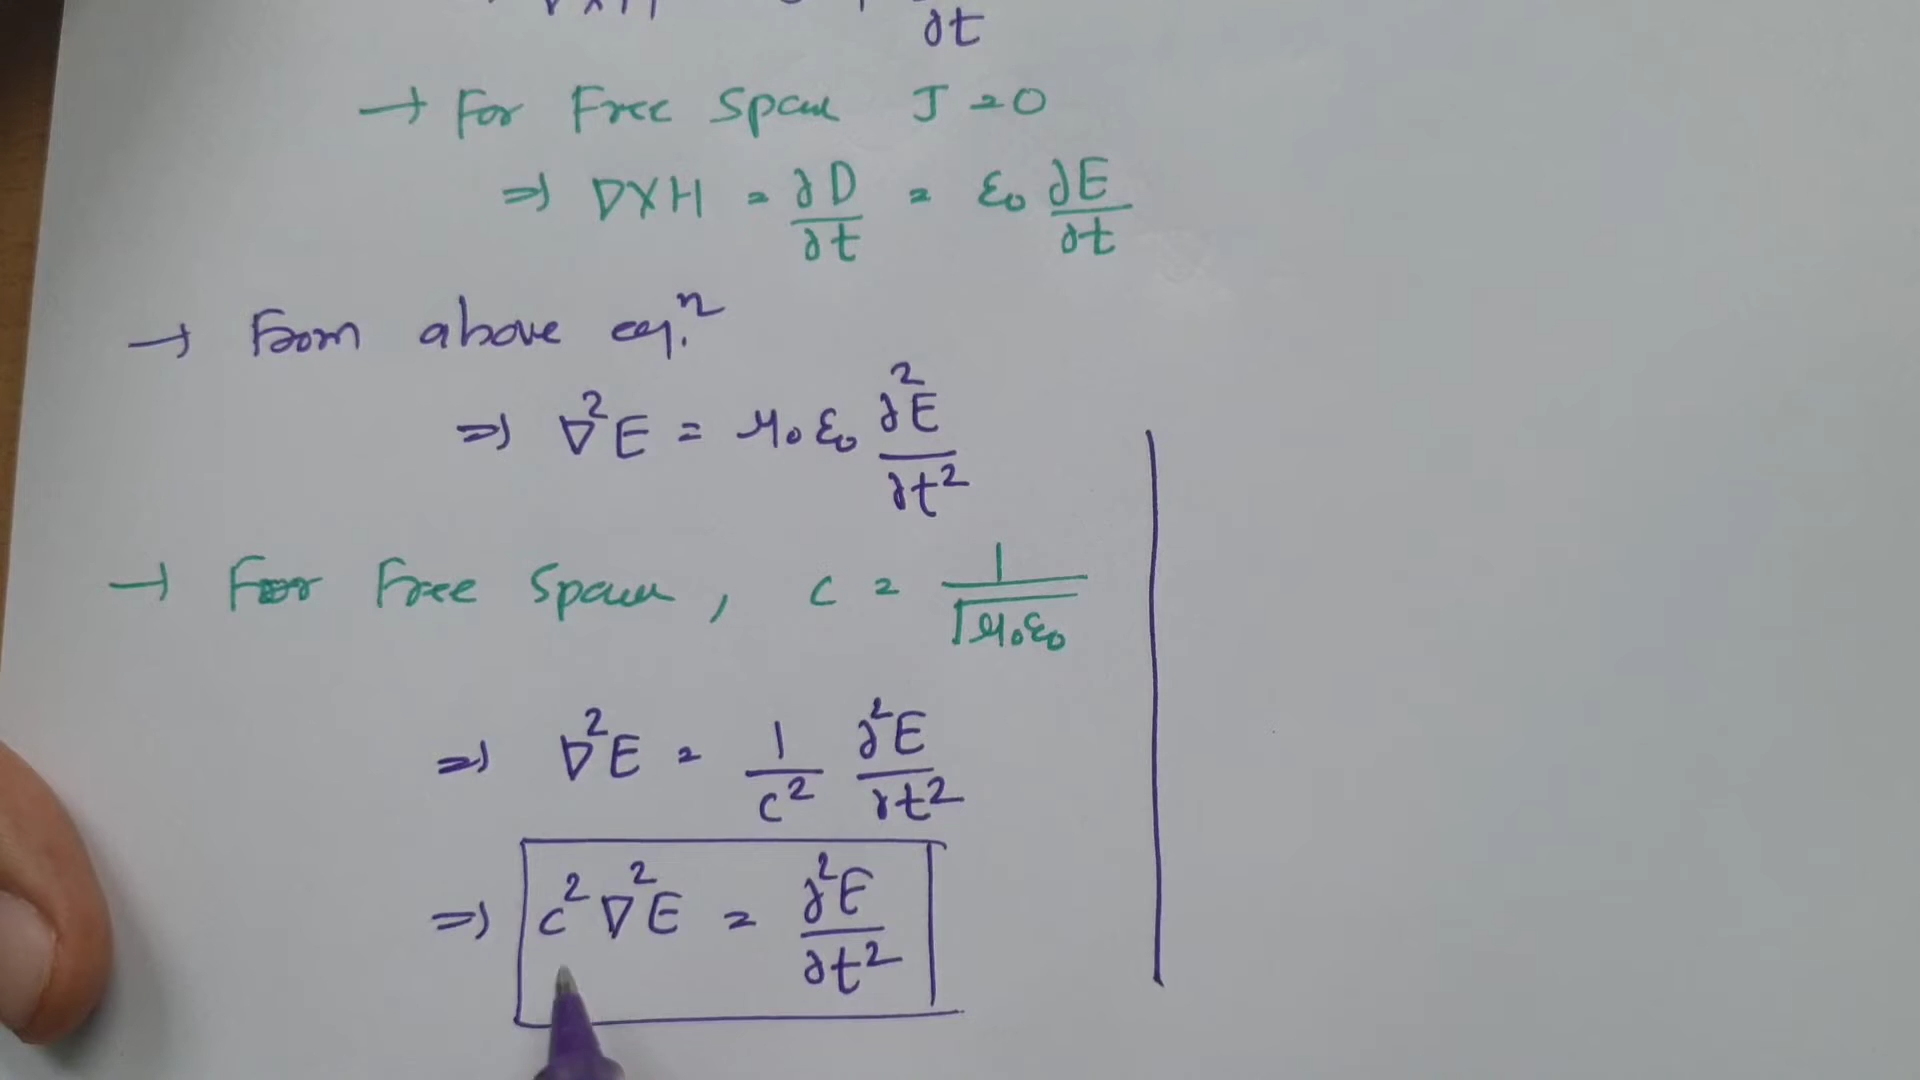 ∂t
→ For Free Space J = 0
⇒ ∇×H = ∂D/∂t = ε₀ ∂E/∂t
→ From above eqⁿ.
⇒ ∇²E = μ₀ε₀ ∂²E/∂t²
→ For Free Space, c = 1/√μ₀ε₀
⇒ ∇²E = 1/c² ∂²E/∂t²
⇒ c²∇²E = ∂²E/∂t²